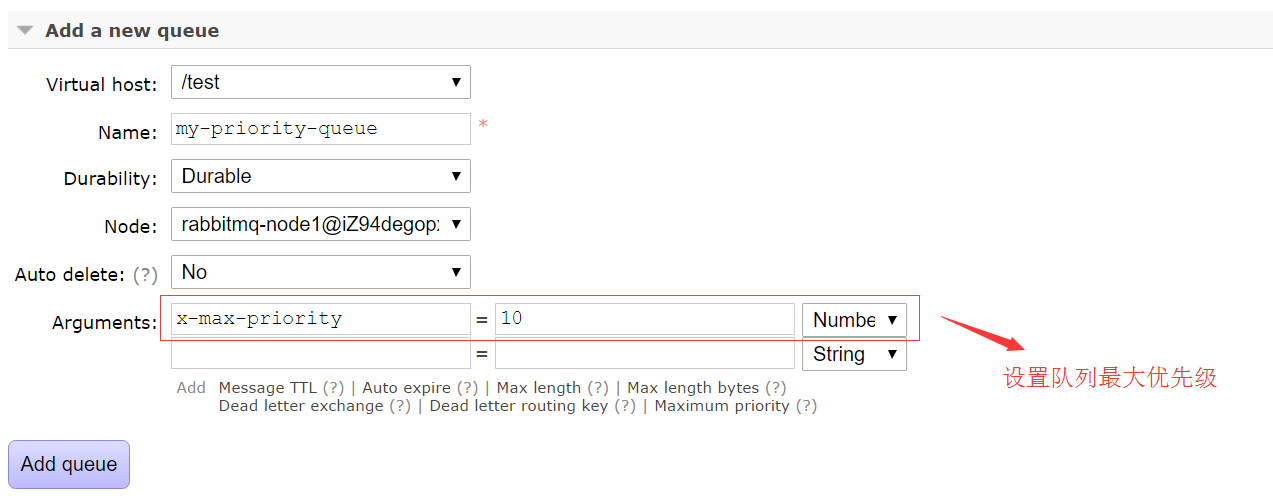 Add a new queue
Virtual host: /test
Name: my-priority-queue *
Durability: Durable
Node: rabbitmq-node1@iZ94degopx
Auto delete: (?) No
Arguments: x-max-priority = 10 Numbe
= String
设置队列最大优先级
Add Message TTL (?) | Auto expire (?) | Max length (?) | Max length bytes (?)
Dead letter exchange (?) | Dead letter routing key (?) | Maximum priority (?)
Add queue